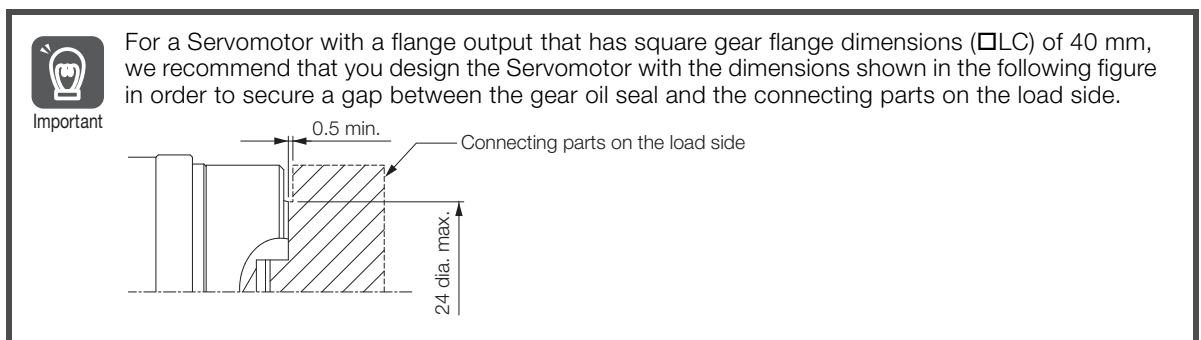 For a Servomotor with a flange output that has square gear flange dimensions (□LC) of 40 mm,
we recommend that you design the Servomotor with the dimensions shown in the following figure
in order to secure a gap between the gear oil seal and the connecting parts on the load side.
Important
0.5 min.
Connecting parts on the load side
24 dia. max.